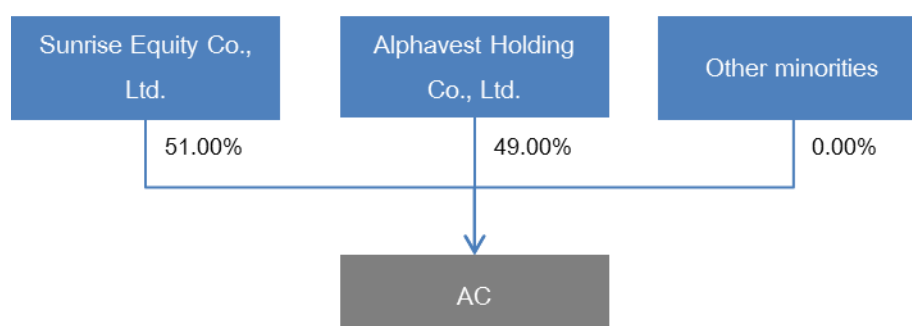 Sunrise Equity Co.,
Ltd.
Alphavest Holding
Co., Ltd.
Other minorities
51.00%
49.00%
0.00%
AC